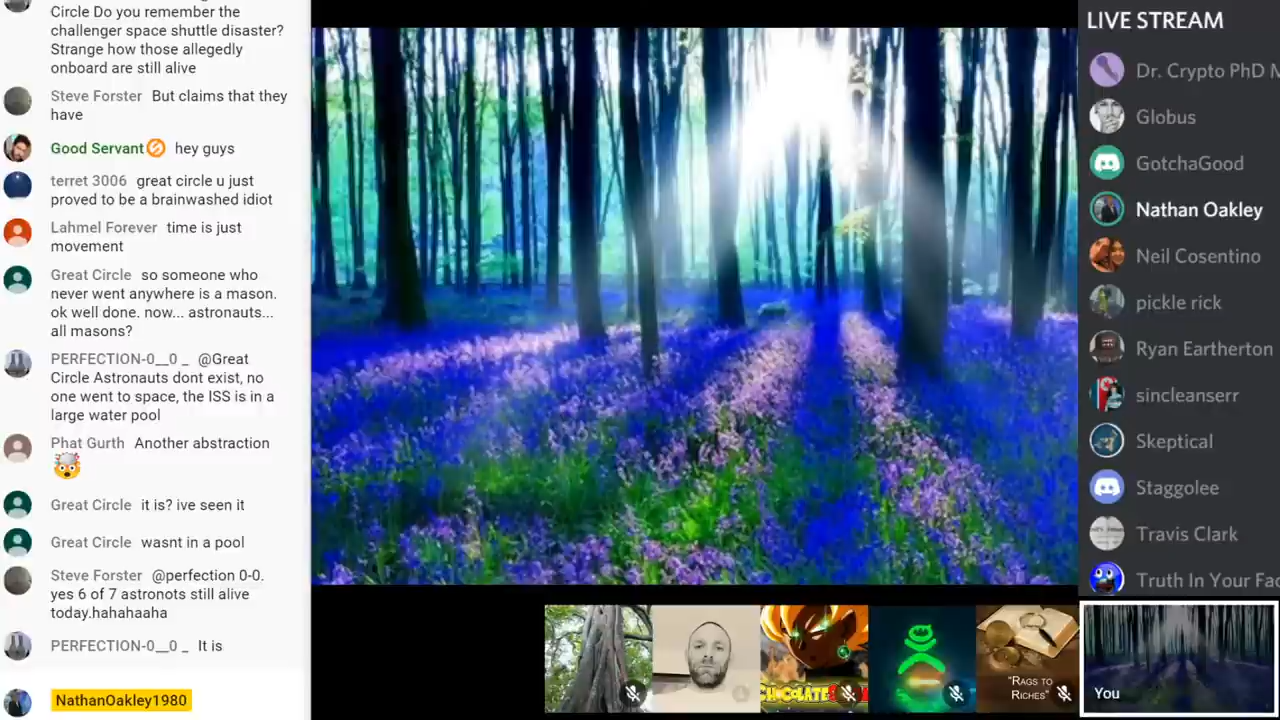 Circle Do you remember the
challenger space shuttle disaster?
Strange how those allegedly
onboard are still alive
Steve Forster But claims that they
have
Good Servant hey guys
terret 3006 great circle u just
proved to be a brainwashed idiot
Lahmel Forever time is just
movement
Great Circle so someone who
never went anywhere is a mason.
ok well done. now... astronauts...
all masons?
PERFECTION-0__0 _ @Great
Circle Astronauts dont exist, no
one went to space, the ISS is in a
large water pool
Phat Gurth Another abstraction
🤯
Great Circle it is? ive seen it
Great Circle wasnt in a pool
Steve Forster @perfection 0-0.
yes 6 of 7 astronots still alive
today.hahahaaha
PERFECTION-0__0 _ It is
NathanOakley1980
"RAGS TO
RICHES"
You
LIVE STREAM
Dr. Crypto PhD M
Globus
GotchaGood
Nathan Oakley
Neil Cosentino
pickle rick
Ryan Eartherton
sincleanserr
Skeptical
Staggolee
Travis Clark
Truth In Your Fac